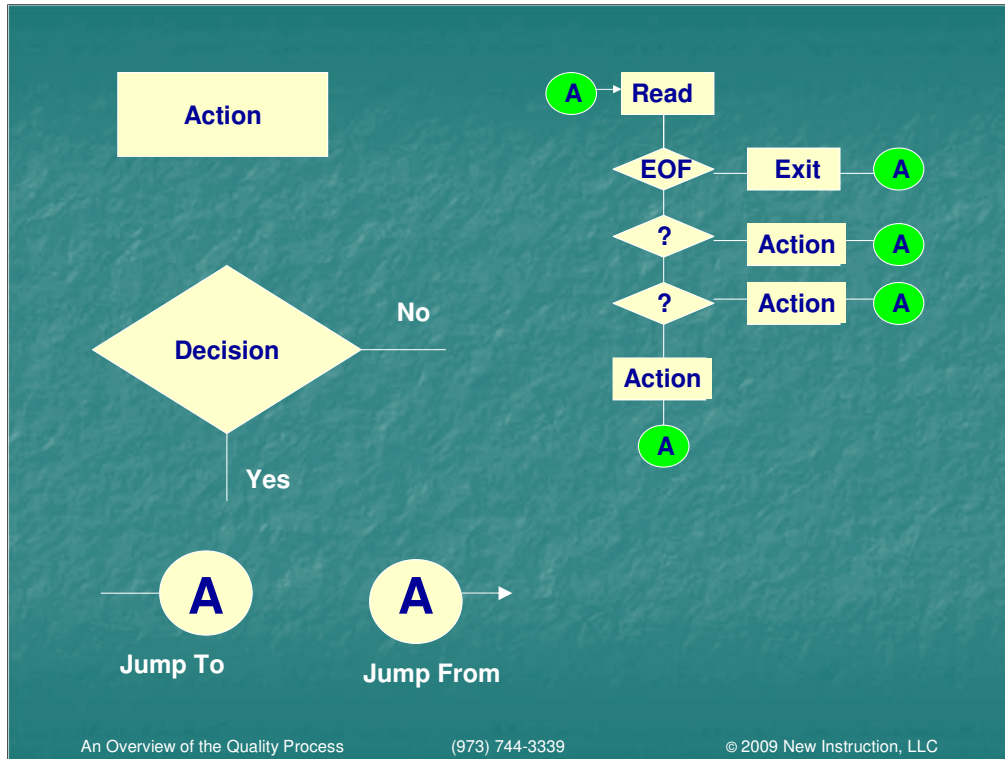 Action
No
Decision
Yes
A
Jump To
A
Jump From
A
Read
EOF
Exit
A
?
Action
A
?
Action
A
Action
A
An Overview of the Quality Process
(973) 744-3339
© 2009 New Instruction, LLC